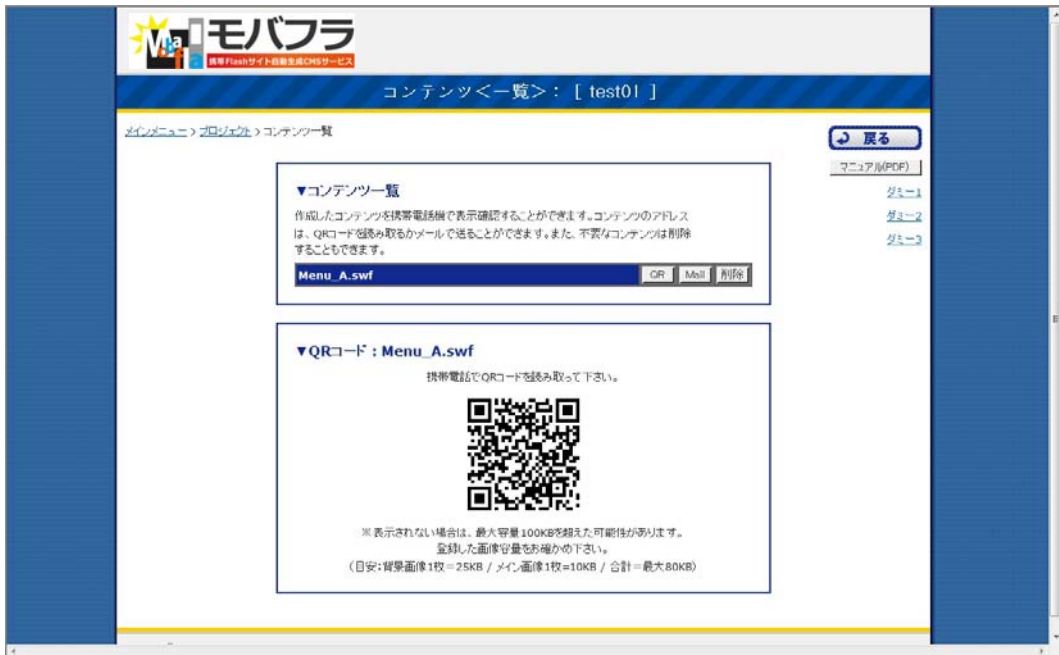 モバフラ
携帯Flashサイト自動生成CMSサービス
コンテンツ＜一覧＞： [ test01 ]
メインメニュー > プロジェクト > コンテンツ一覧
戻る
マニュアル(PDF)
ダミー1
ダミー2
ダミー3
▼コンテンツ一覧
作成したコンテンツを携帯電話機で表示確認することができます。コンテンツのアドレス
は、QRコードを読み取るかメールで送ることができます。また、不要なコンテンツは削除
することもできます。
Menu_A.swf
QR
Mail
削除
▼QRコード：Menu_A.swf
携帯電話でQRコードを読み取って下さい。
※表示されない場合は、最大容量100KBを超えた可能性があります。
登録した画像容量をお確かめ下さい。
（目安：背景画像1枚＝25KB / メイン画像1枚=10KB / 合計＝最大80KB）